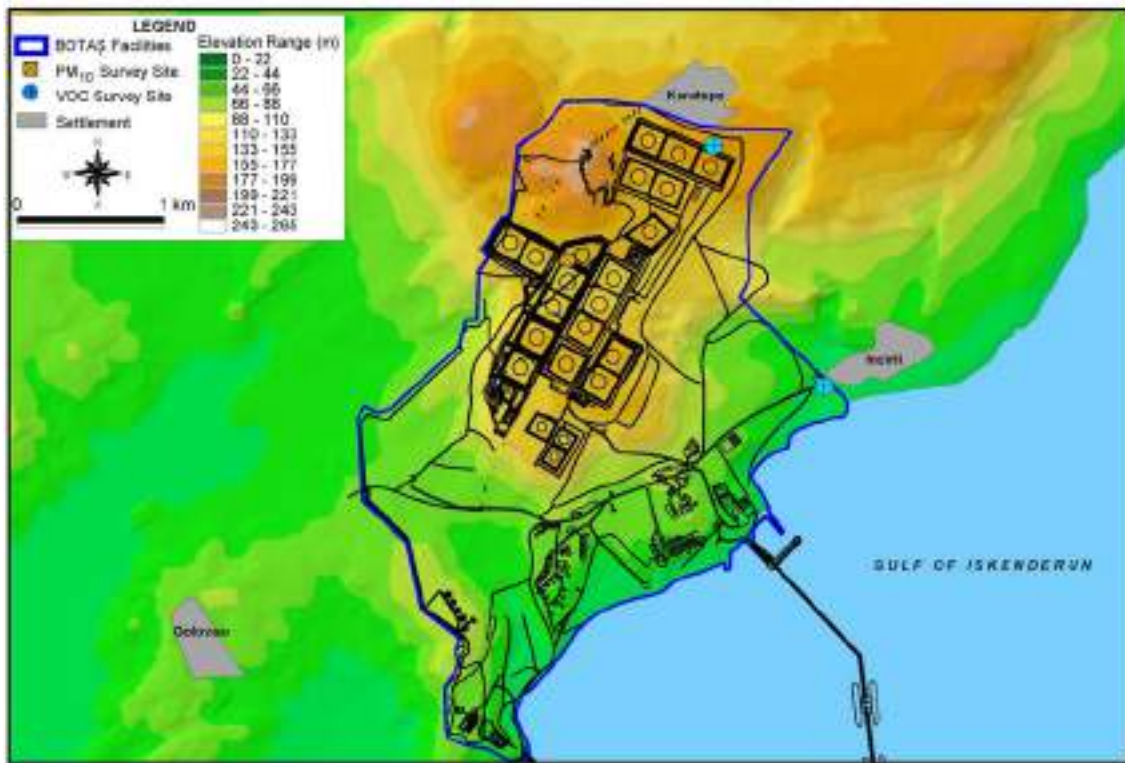 LEGEND
BOTAŞ Facilities
PM10 Survey Site
VOC Survey Site
Settlement
Elevation Range (m)
0 - 22
22 - 44
44 - 66
66 - 88
88 - 110
110 - 133
133 - 155
155 - 177
177 - 199
199 - 221
221 - 243
243 - 265
0 1 km
Incirli
GULF OF ISKENDERUN
Golovasi